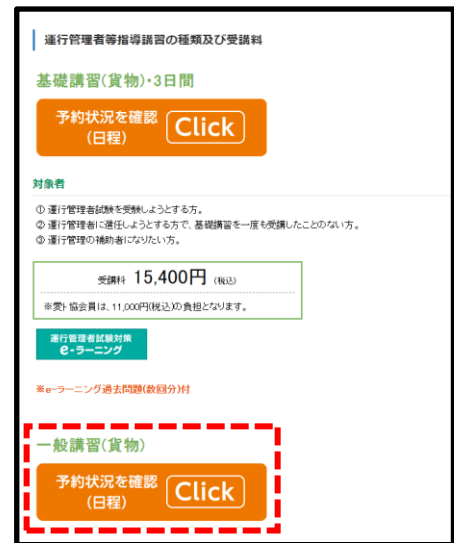 運行管理者等指導講習の種類及び受講料
基礎講習(貨物)・3日間
予約状況を確認
(日程)
Click
対象者
① 運行管理者試験を受験しようとする方。
② 運行管理者に選任しようとする方で、基礎講習を一度も受講したことのない方。
③ 運行管理の補助者になりたい方。
受講料 15,400円 (税込)
※愛ト協会員は、11,000円(税込)の負担となります。
運行管理者試験対策
e-ラーニング
※e-ラーニング過去問題(数回分)付
一般講習(貨物)
予約状況を確認
(日程)
Click